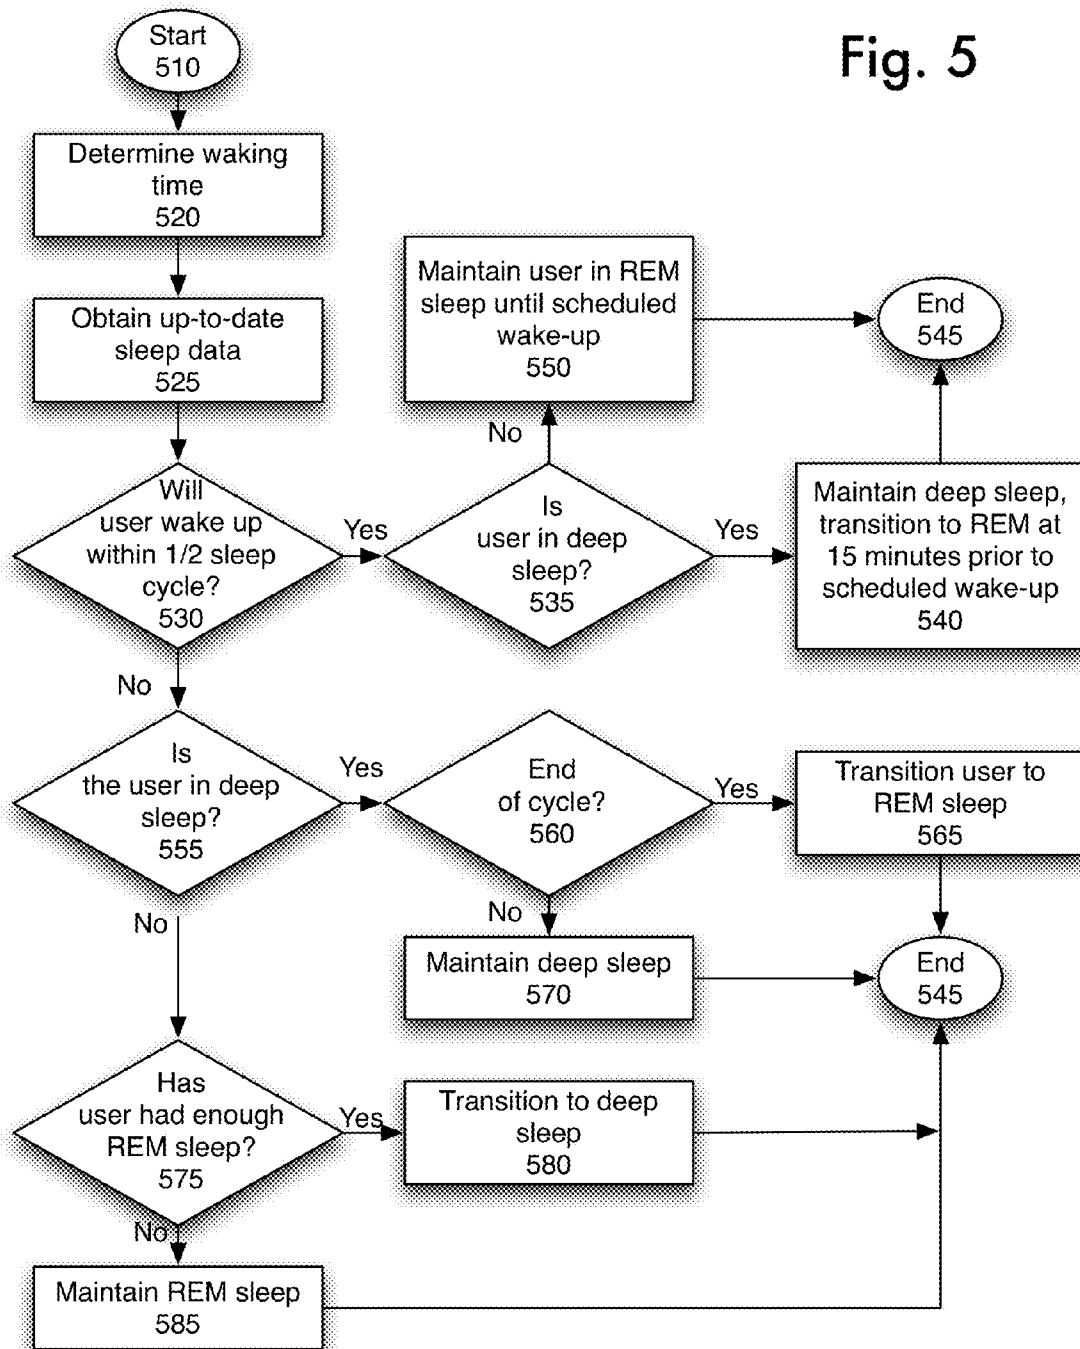 Fig. 5
Start
510
Determine waking
time
520
Obtain up-to-date
sleep data
525
Will
user wake up
within 1/2 sleep
cycle?
530
Yes
No
Is
user in deep
sleep?
535
No
Yes
Maintain user in REM
sleep until scheduled
wake-up
550
End
545
Maintain deep sleep,
transition to REM at
15 minutes prior to
scheduled wake-up
540
Is
the user in deep
sleep?
555
Yes
No
End
of cycle?
560
Yes
No
Transition user to
REM sleep
565
Maintain deep sleep
570
End
545
Has
user had enough
REM sleep?
575
Yes
No
Transition to deep
sleep
580
Maintain REM sleep
585